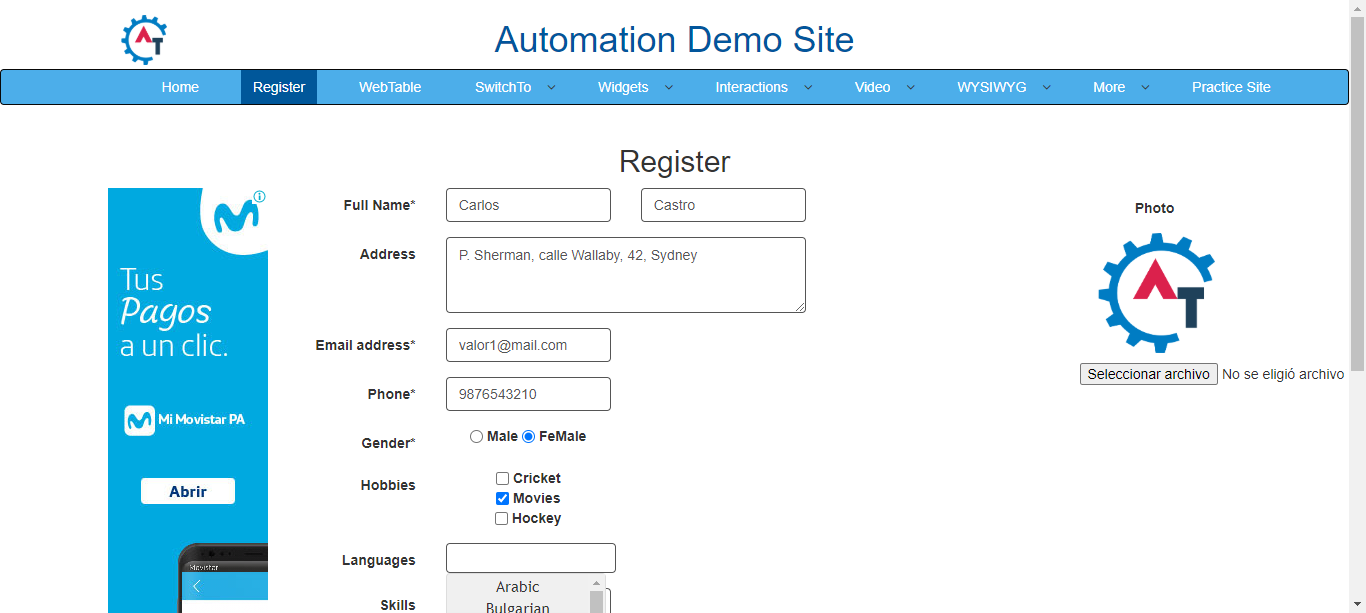 AT
Automation Demo Site
Home Register WebTable SwitchTo Widgets Interactions Video WYSIWYG More Practice Site
Register
Full Name* Carlos Castro
Photo
AT
Address P. Sherman, calle Wallaby, 42, Sydney
Tus
Pagos
a un clic.
Email address* valor1@mail.com
Seleccionar archivo No se eligió archivo
Phone* 9876543210
Mi Movistar PA
Gender* Male FeMale
Hobbies Cricket
Movies
Hockey
Abrir
Languages
Movistar
Arabic
Skills Bulgarian